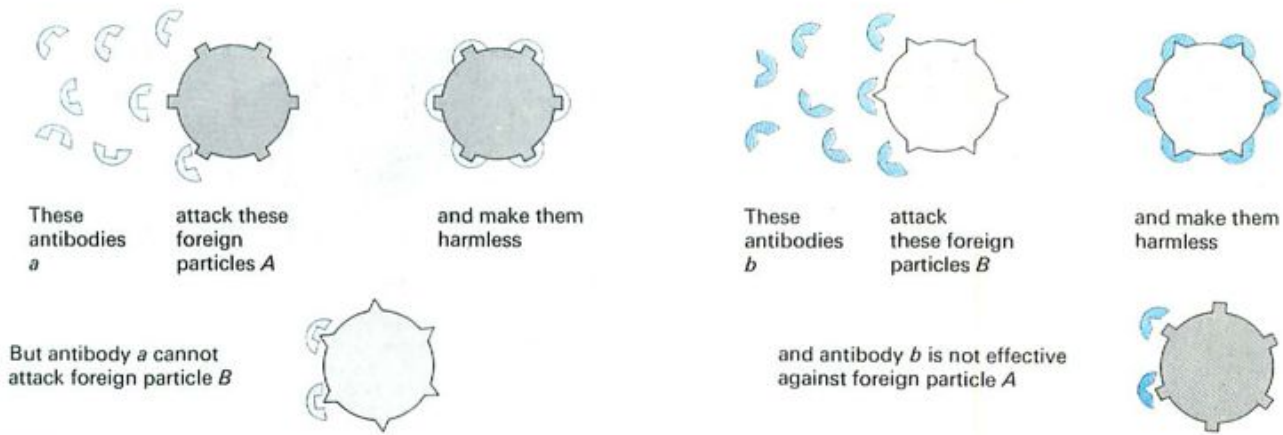 These
antibodies
a
attack these
foreign
particles A
and make them
harmless
These
antibodies
b
attack
these foreign
particles B
and make them
harmless
But antibody a cannot
attack foreign particle B
and antibody b is not effective
against foreign particle A